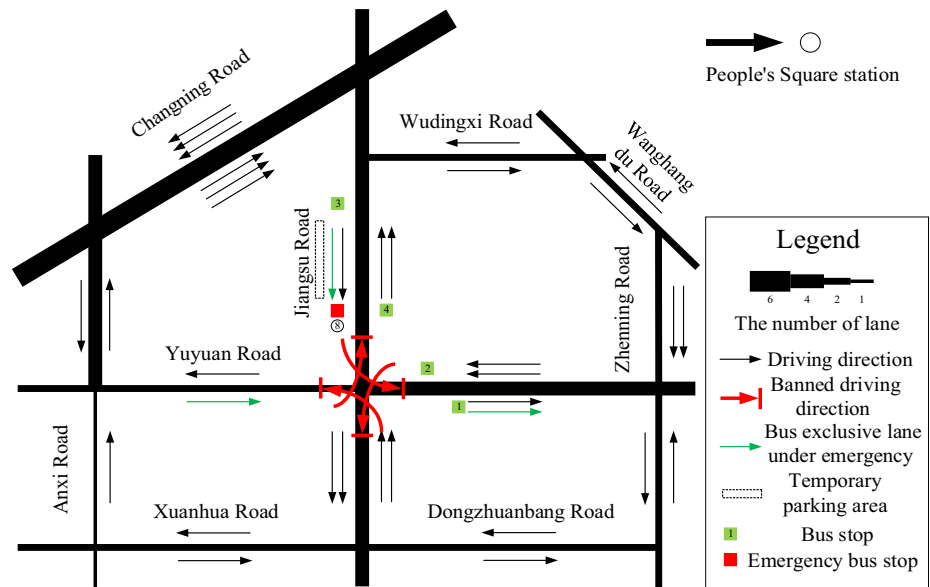 Changning Road
People's Square station
Wudingxi Road
Wanghang
du Road
3
Jiangsu Road
4
8
Yuyuan Road
2
1
Zhenning Road
Anxi Road
Xuanhua Road
Dongzhuanbang Road
Legend
6 4 2 1
The number of lane
Driving direction
Banned driving
direction
Bus exclusive lane
under emergency
Temporary
parking area
1 Bus stop
Emergency bus stop